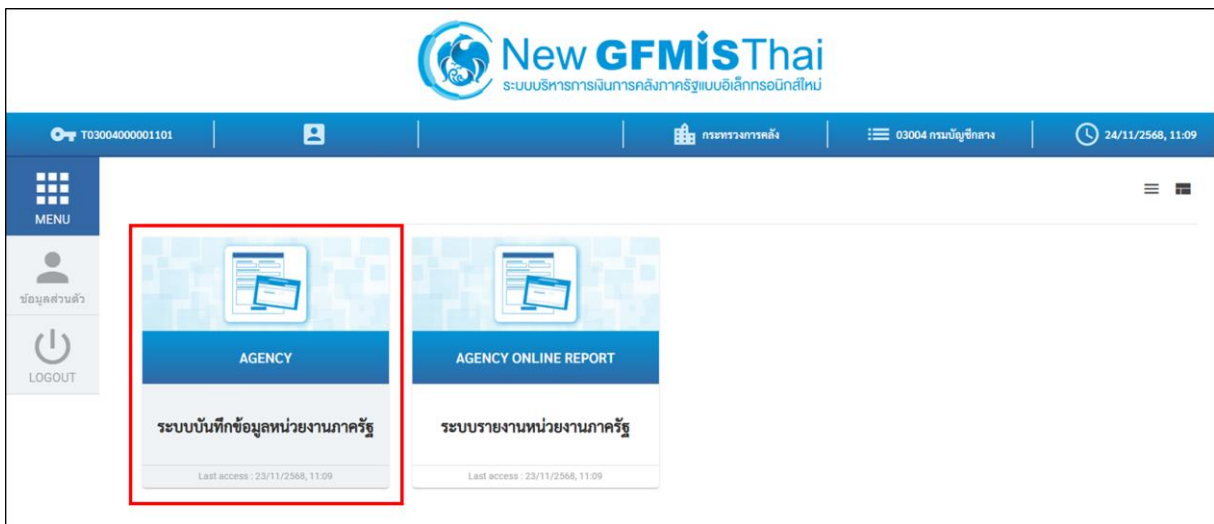 New GFMIS Thai
ระบบบริหารการเงินการคลังภาครัฐแบบอิเล็กทรอนิกส์ใหม่
T03004000001101 กระทรวงการคลัง 03004 กรมบัญชีกลาง 24/11/2568, 11:09
MENU
ข้อมูลส่วนตัว
LOGOUT
AGENCY
ระบบบันทึกข้อมูลหน่วยงานภาครัฐ
Last access : 23/11/2568, 11:09
AGENCY ONLINE REPORT
ระบบรายงานหน่วยงานภาครัฐ
Last access : 23/11/2568, 11:09